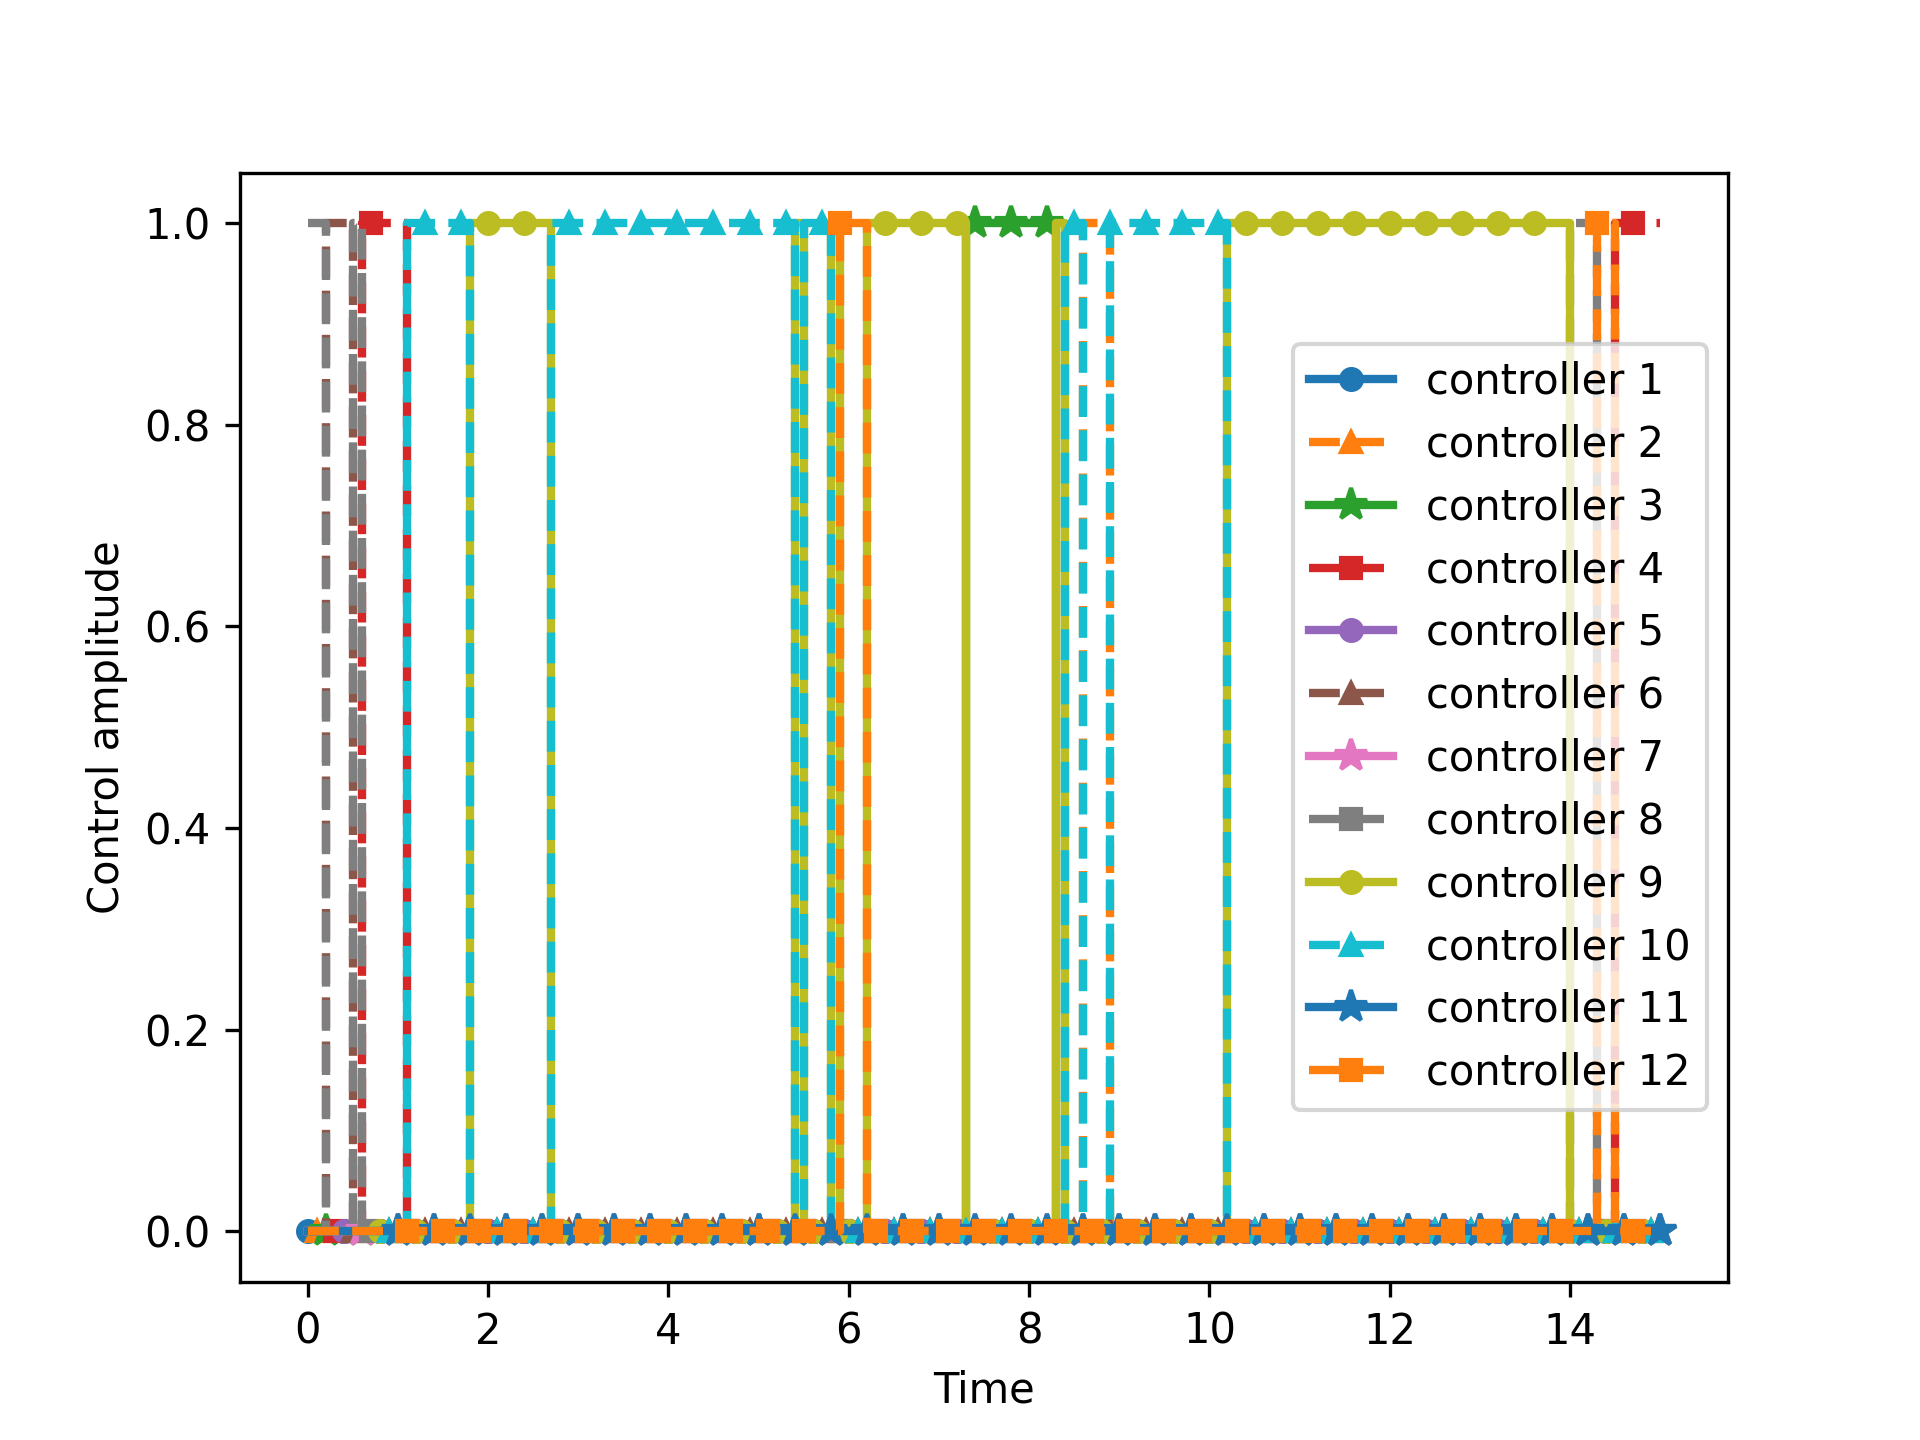 1.0
0.8
0.6
0.4
0.2
0.0
Control amplitude
0 2 4 6 8 10 12 14
Time
controller 1
controller 2
controller 3
controller 4
controller 5
controller 6
controller 7
controller 8
controller 9
controller 10
controller 11
controller 12